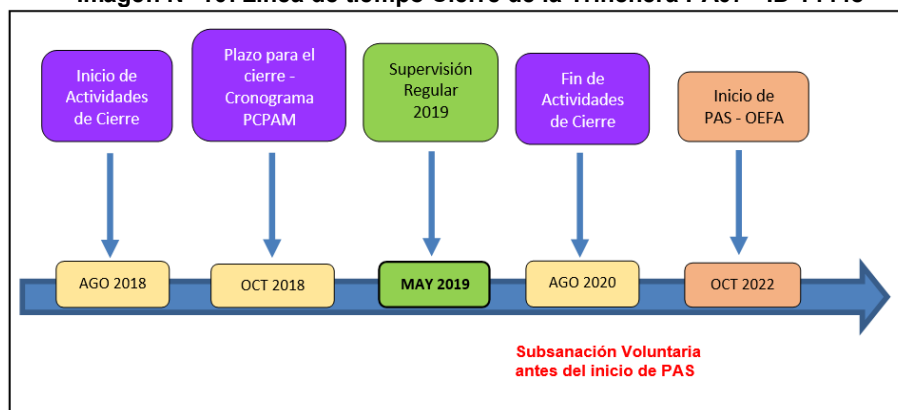 Inicio de
Actividades
de Cierre
Plazo para el
cierre -
Cronograma
PCPAM
Supervisión
Regular
2019
Fin de
Actividades
de Cierre
Inicio de
PAS - OEFA
AGO 2018
OCT 2018
MAY 2019
AGO 2020
OCT 2022
Subsanación Voluntaria
antes del inicio de PAS